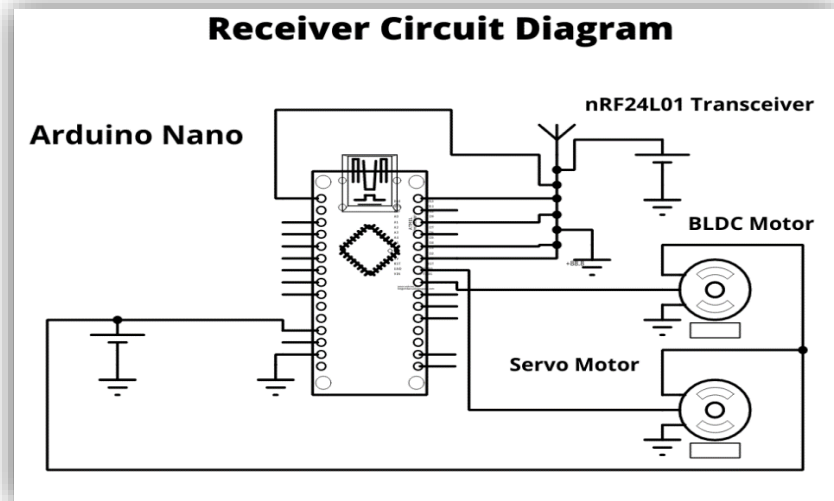 Receiver Circuit Diagram
nRF24L01 Transceiver
Arduino Nano
BLDC Motor
Servo Motor